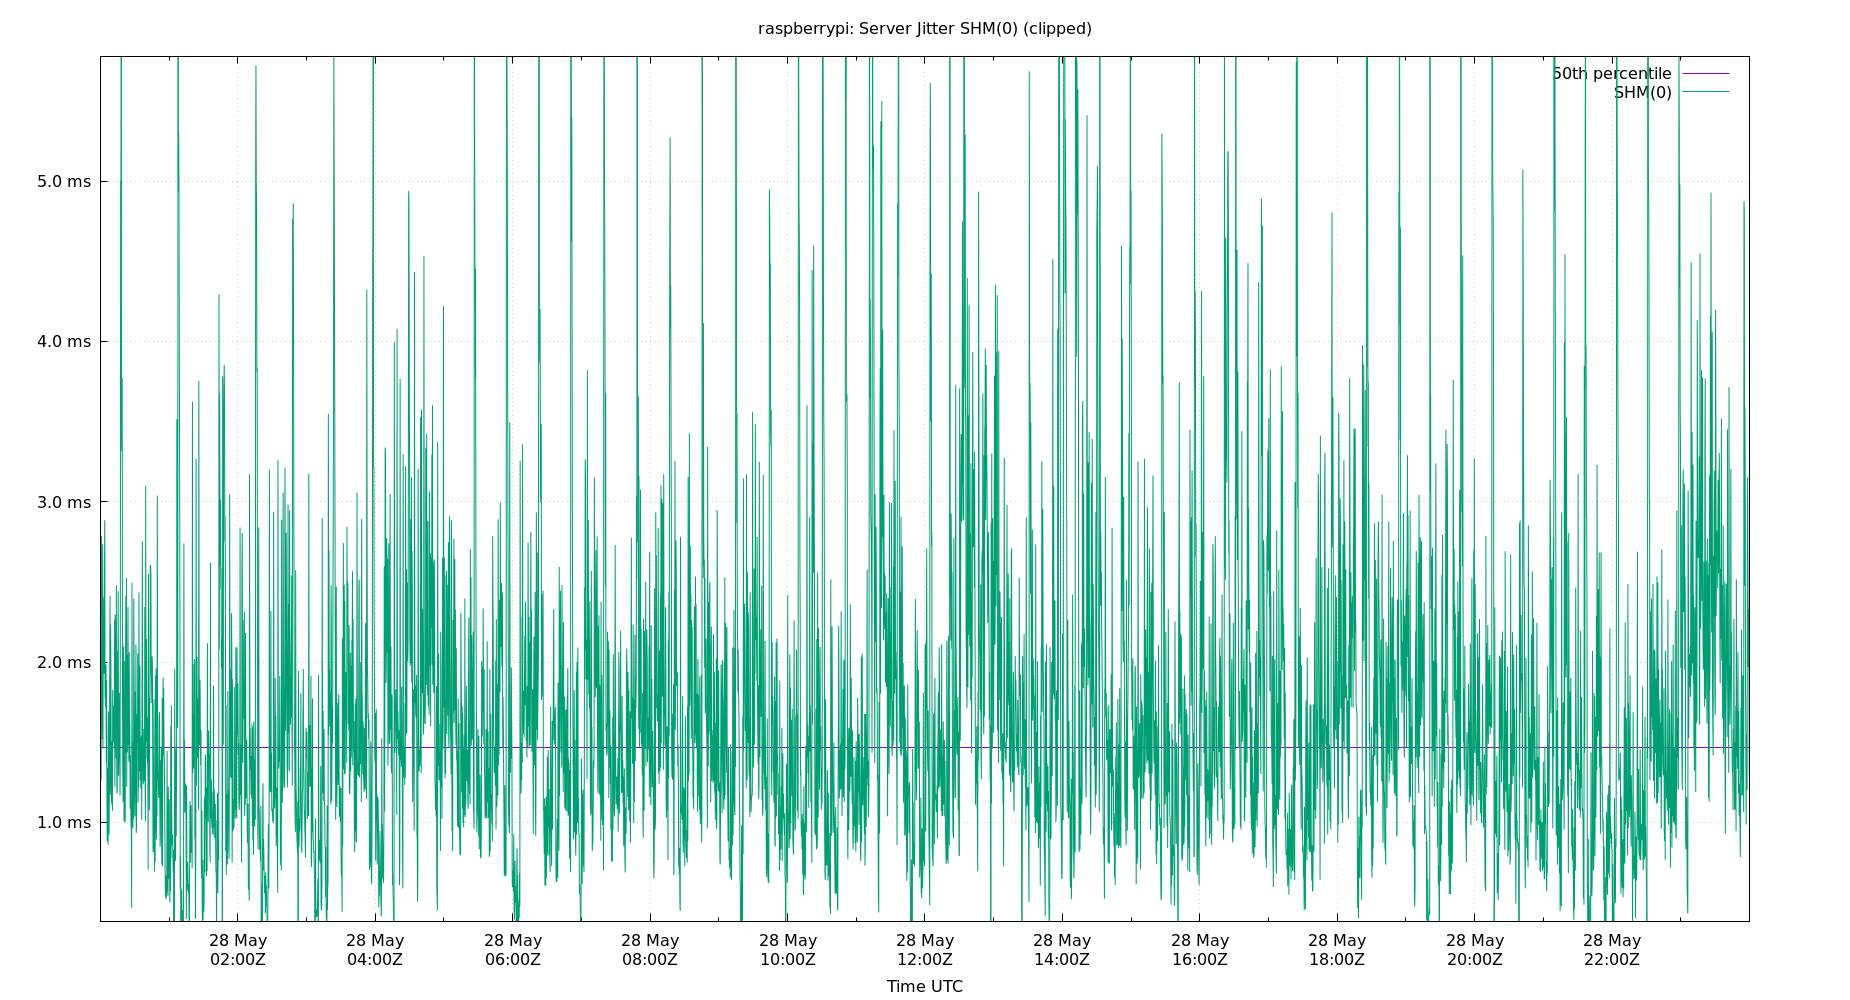 raspberrypi: Server Jitter SHM(0) (clipped)
50th percentile
SHM(0)
5.0 ms
4.0 ms
3.0 ms
2.0 ms
1.0 ms
28 May 28 May 28 May 28 May 28 May 28 May 28 May 28 May 28 May 28 May 28 May
02:00Z 04:00Z 06:00Z 08:00Z 10:00Z 12:00Z 14:00Z 16:00Z 18:00Z 20:00Z 22:00Z
Time UTC